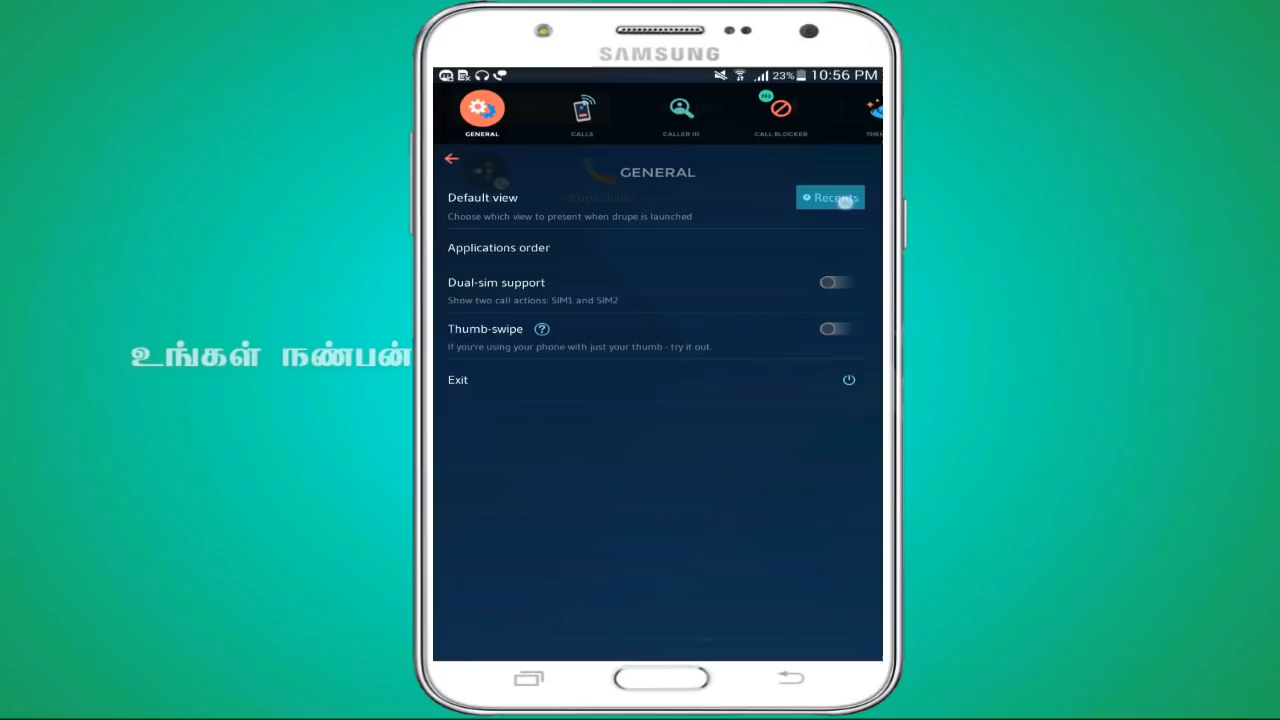 SAMSUNG
23% 10:56 PM
PRO
GENERAL CALLS CALLER ID CALL BLOCKER
GENERAL
Default view Recents
Choose which view to present when drupe is launched
Applications order
Dual-sim support
Show two call actions: SIM1 and SIM2
Thumb-swipe ?
If you're using your phone with just your thumb - try it out.
Exit
உங்கள் நண்பன்